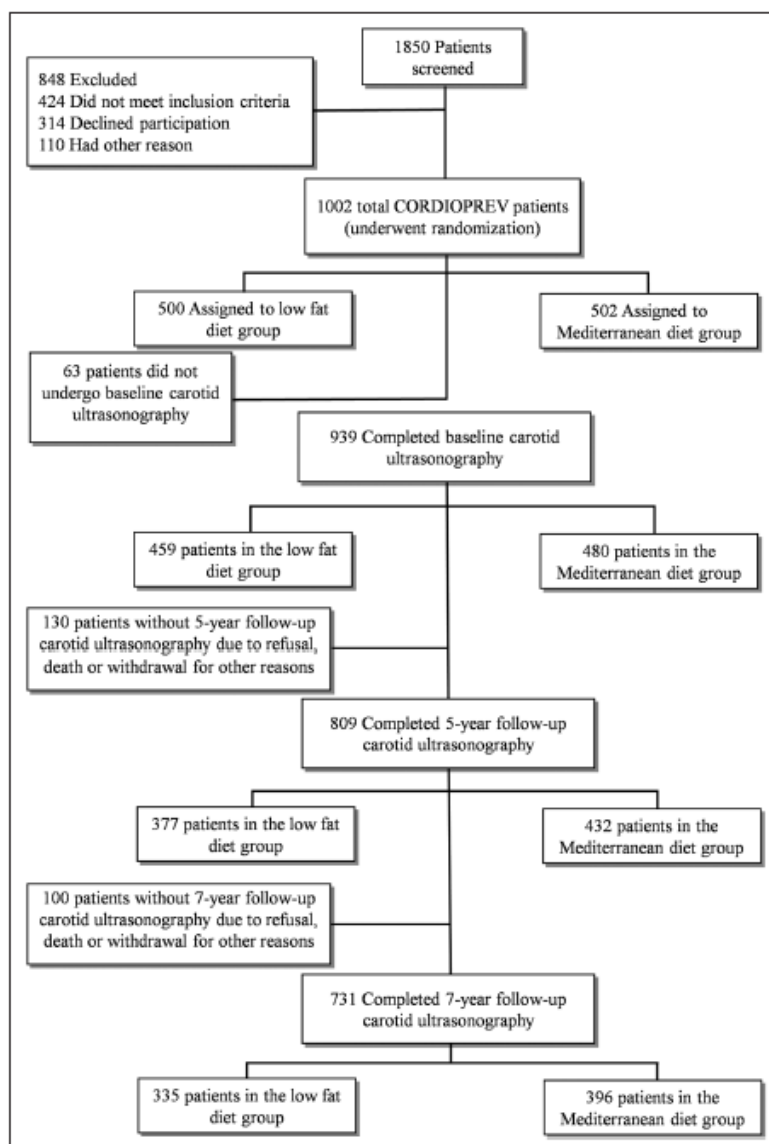 1850 Patients
screened
848 Excluded
424 Did not meet inclusion criteria
314 Declined participation
110 Had other reason
1002 total CORDIOPREV patients
(underwent randomization)
500 Assigned to low fat
diet group
502 Assigned to
Mediterranean diet group
63 patients did not
undergo baseline carotid
ultrasonography
939 Completed baseline carotid
ultrasonography
459 patients in the low fat
diet group
480 patients in the
Mediterranean diet group
130 patients without 5-year follow-up
carotid ultrasonography due to refusal,
death or withdrawal for other reasons
809 Completed 5-year follow-up
carotid ultrasonography
377 patients in the low fat
diet group
432 patients in the
Mediterranean diet group
100 patients without 7-year follow-up
carotid ultrasonography due to refusal,
death or withdrawal for other reasons
731 Completed 7-year follow-up
carotid ultrasonography
335 patients in the low fat
diet group
396 patients in the
Mediterranean diet group